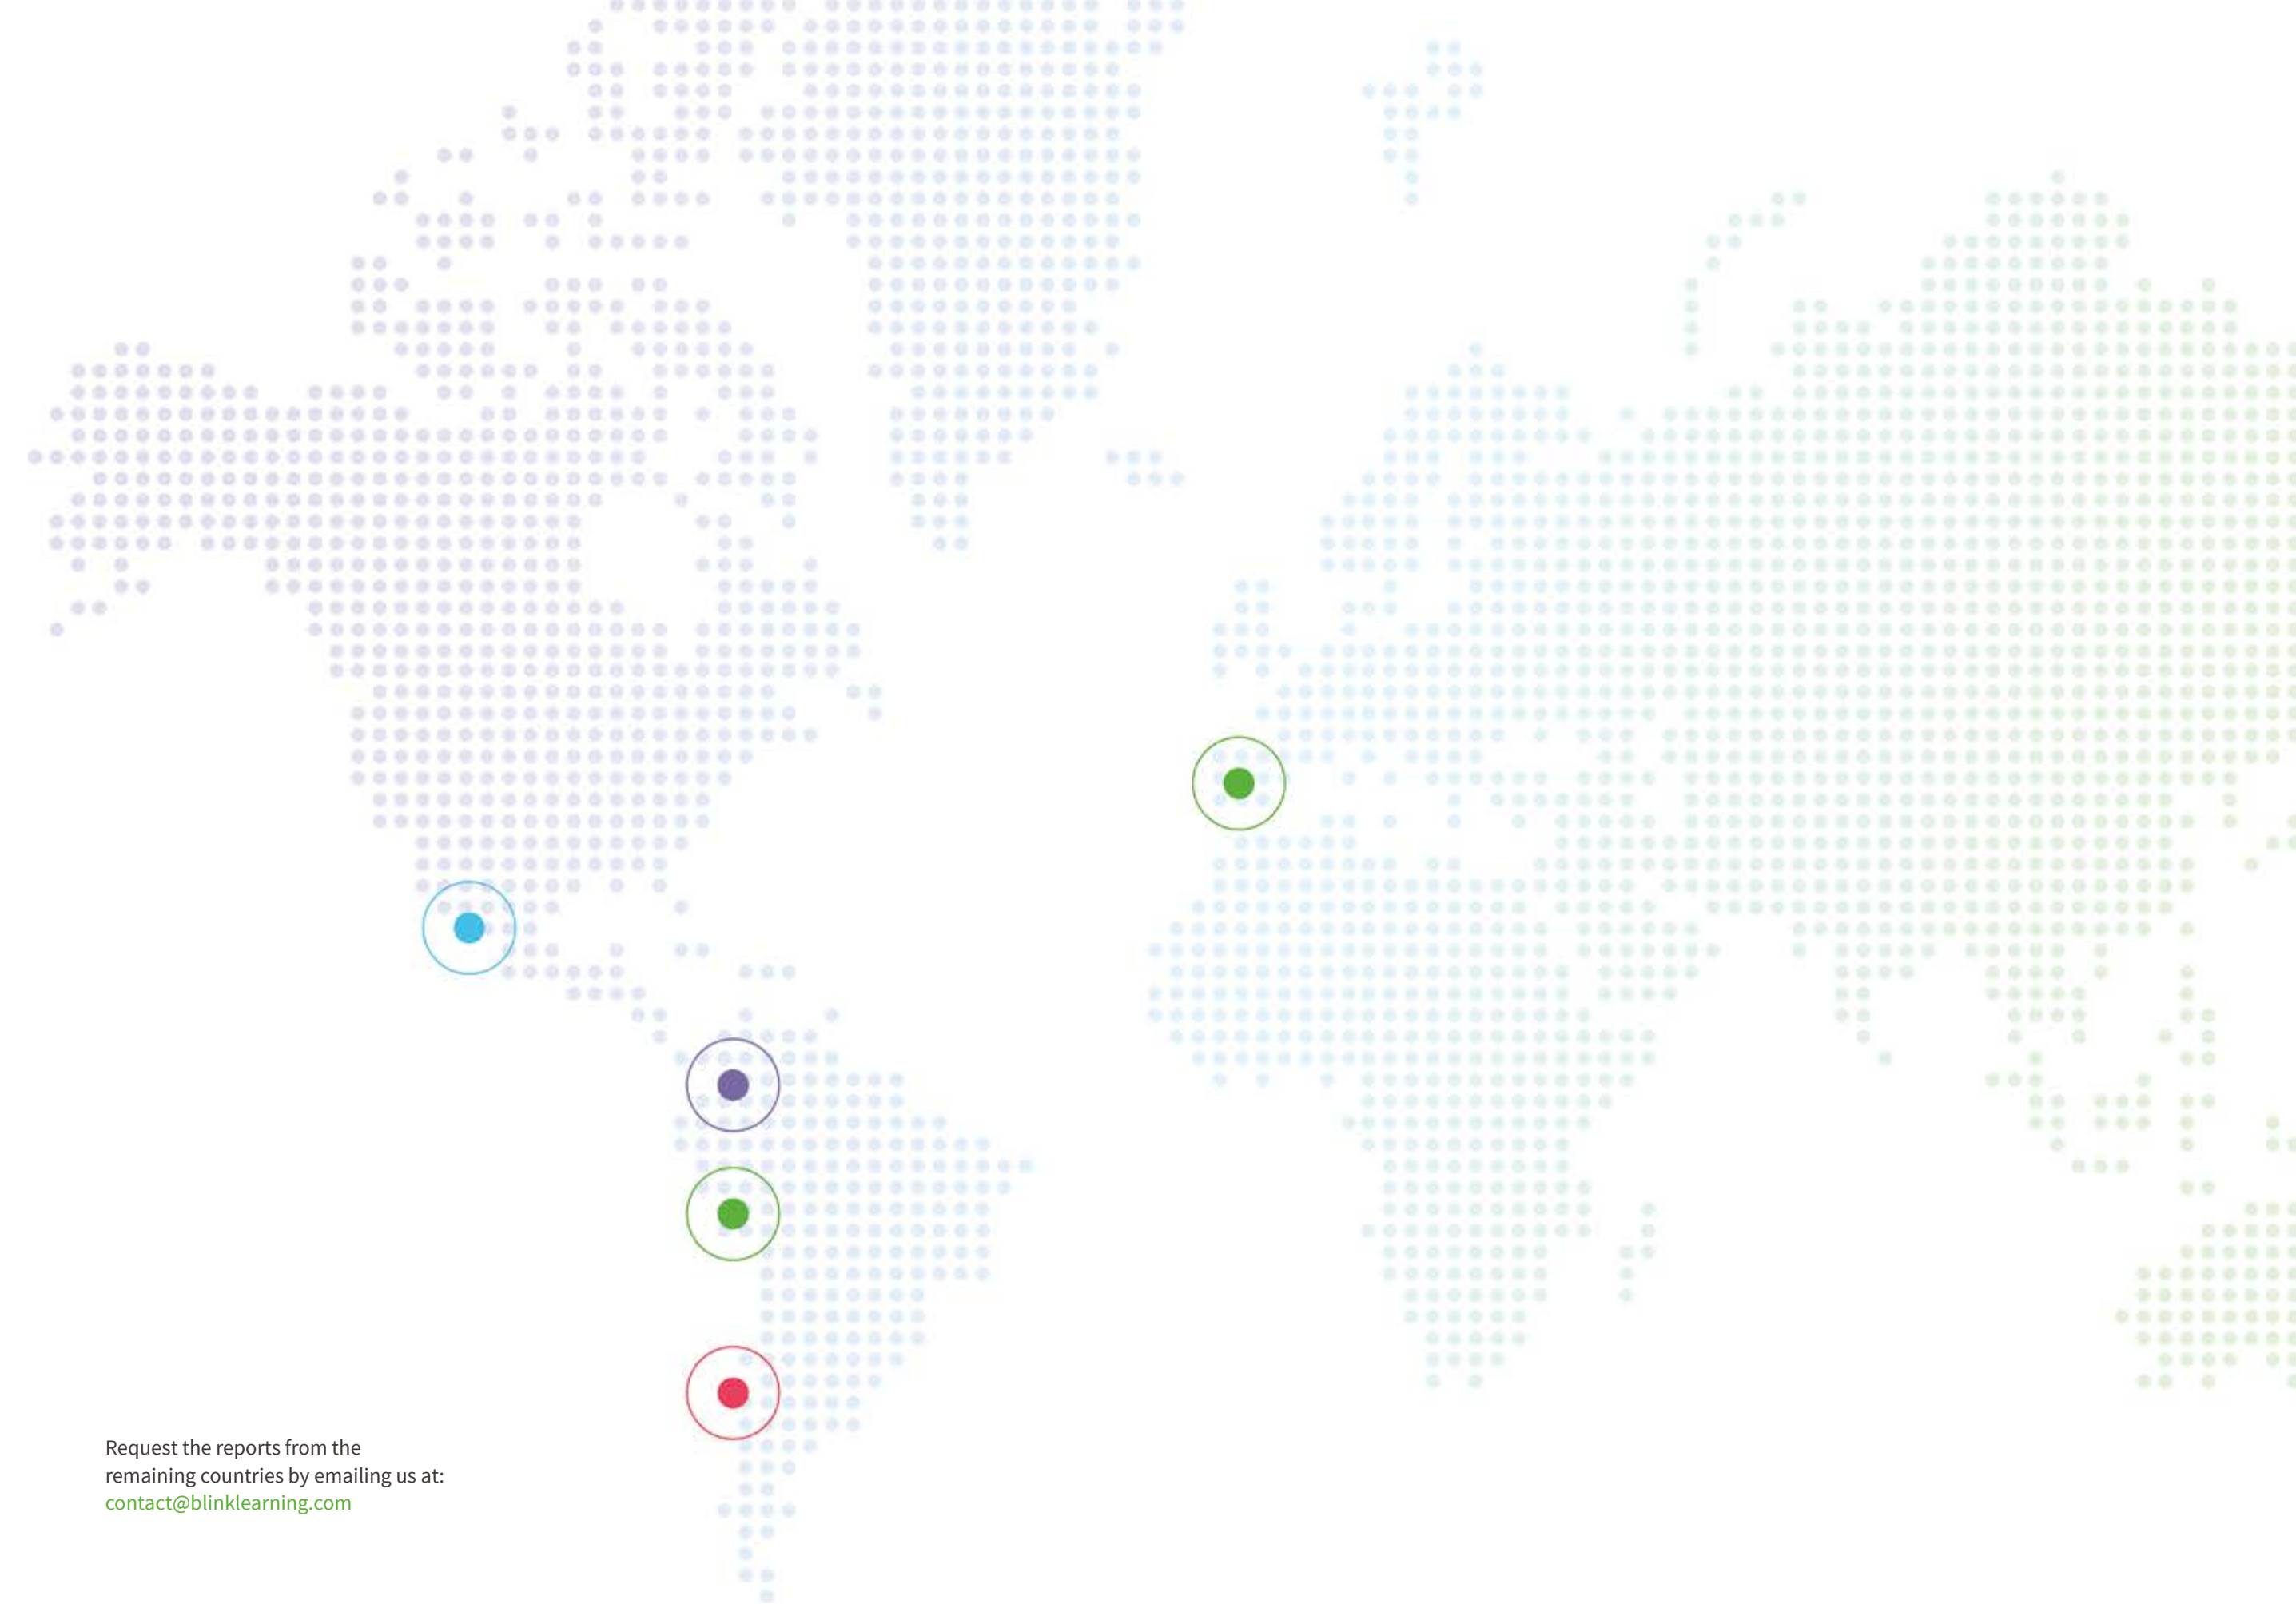 Request the reports from the
remaining countries by emailing us at:
contact@blinklearning.com